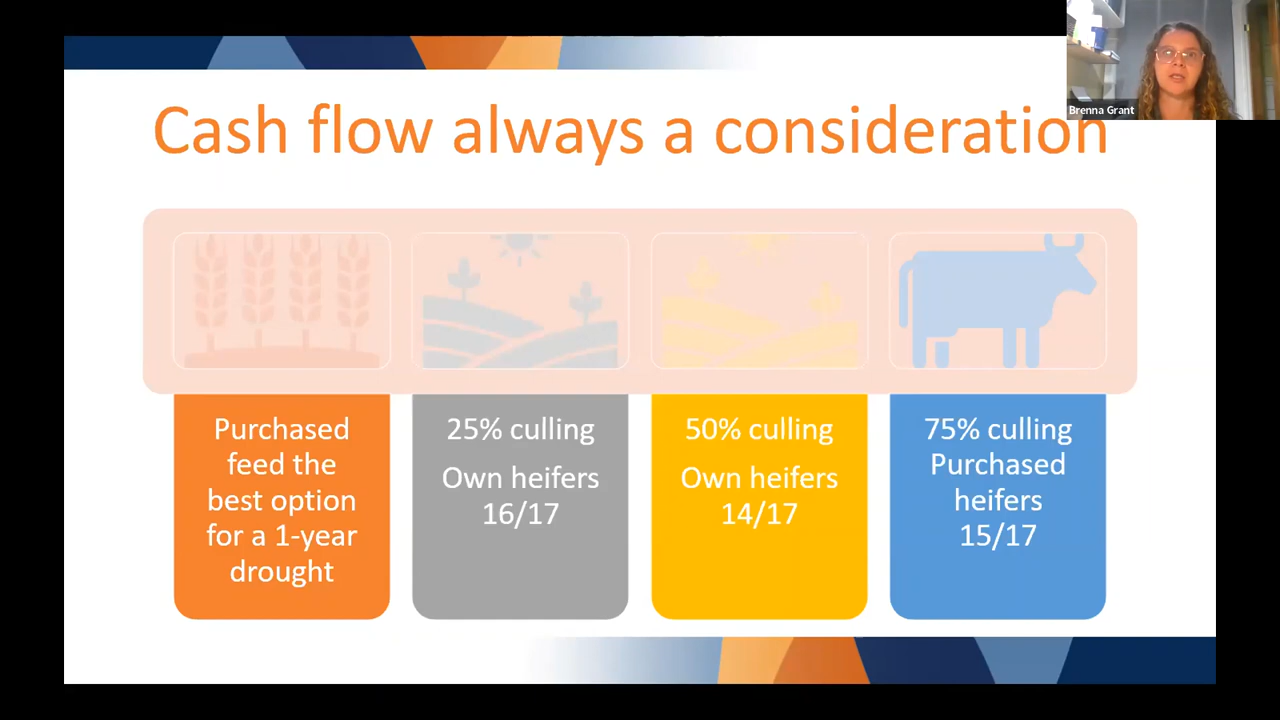 Brenna Grant
Cash flow always a consideration
Purchased
feed the
best option
for a 1-year
drought
25% culling
Own heifers
16/17
50% culling
Own heifers
14/17
75% culling
Purchased
heifers
15/17